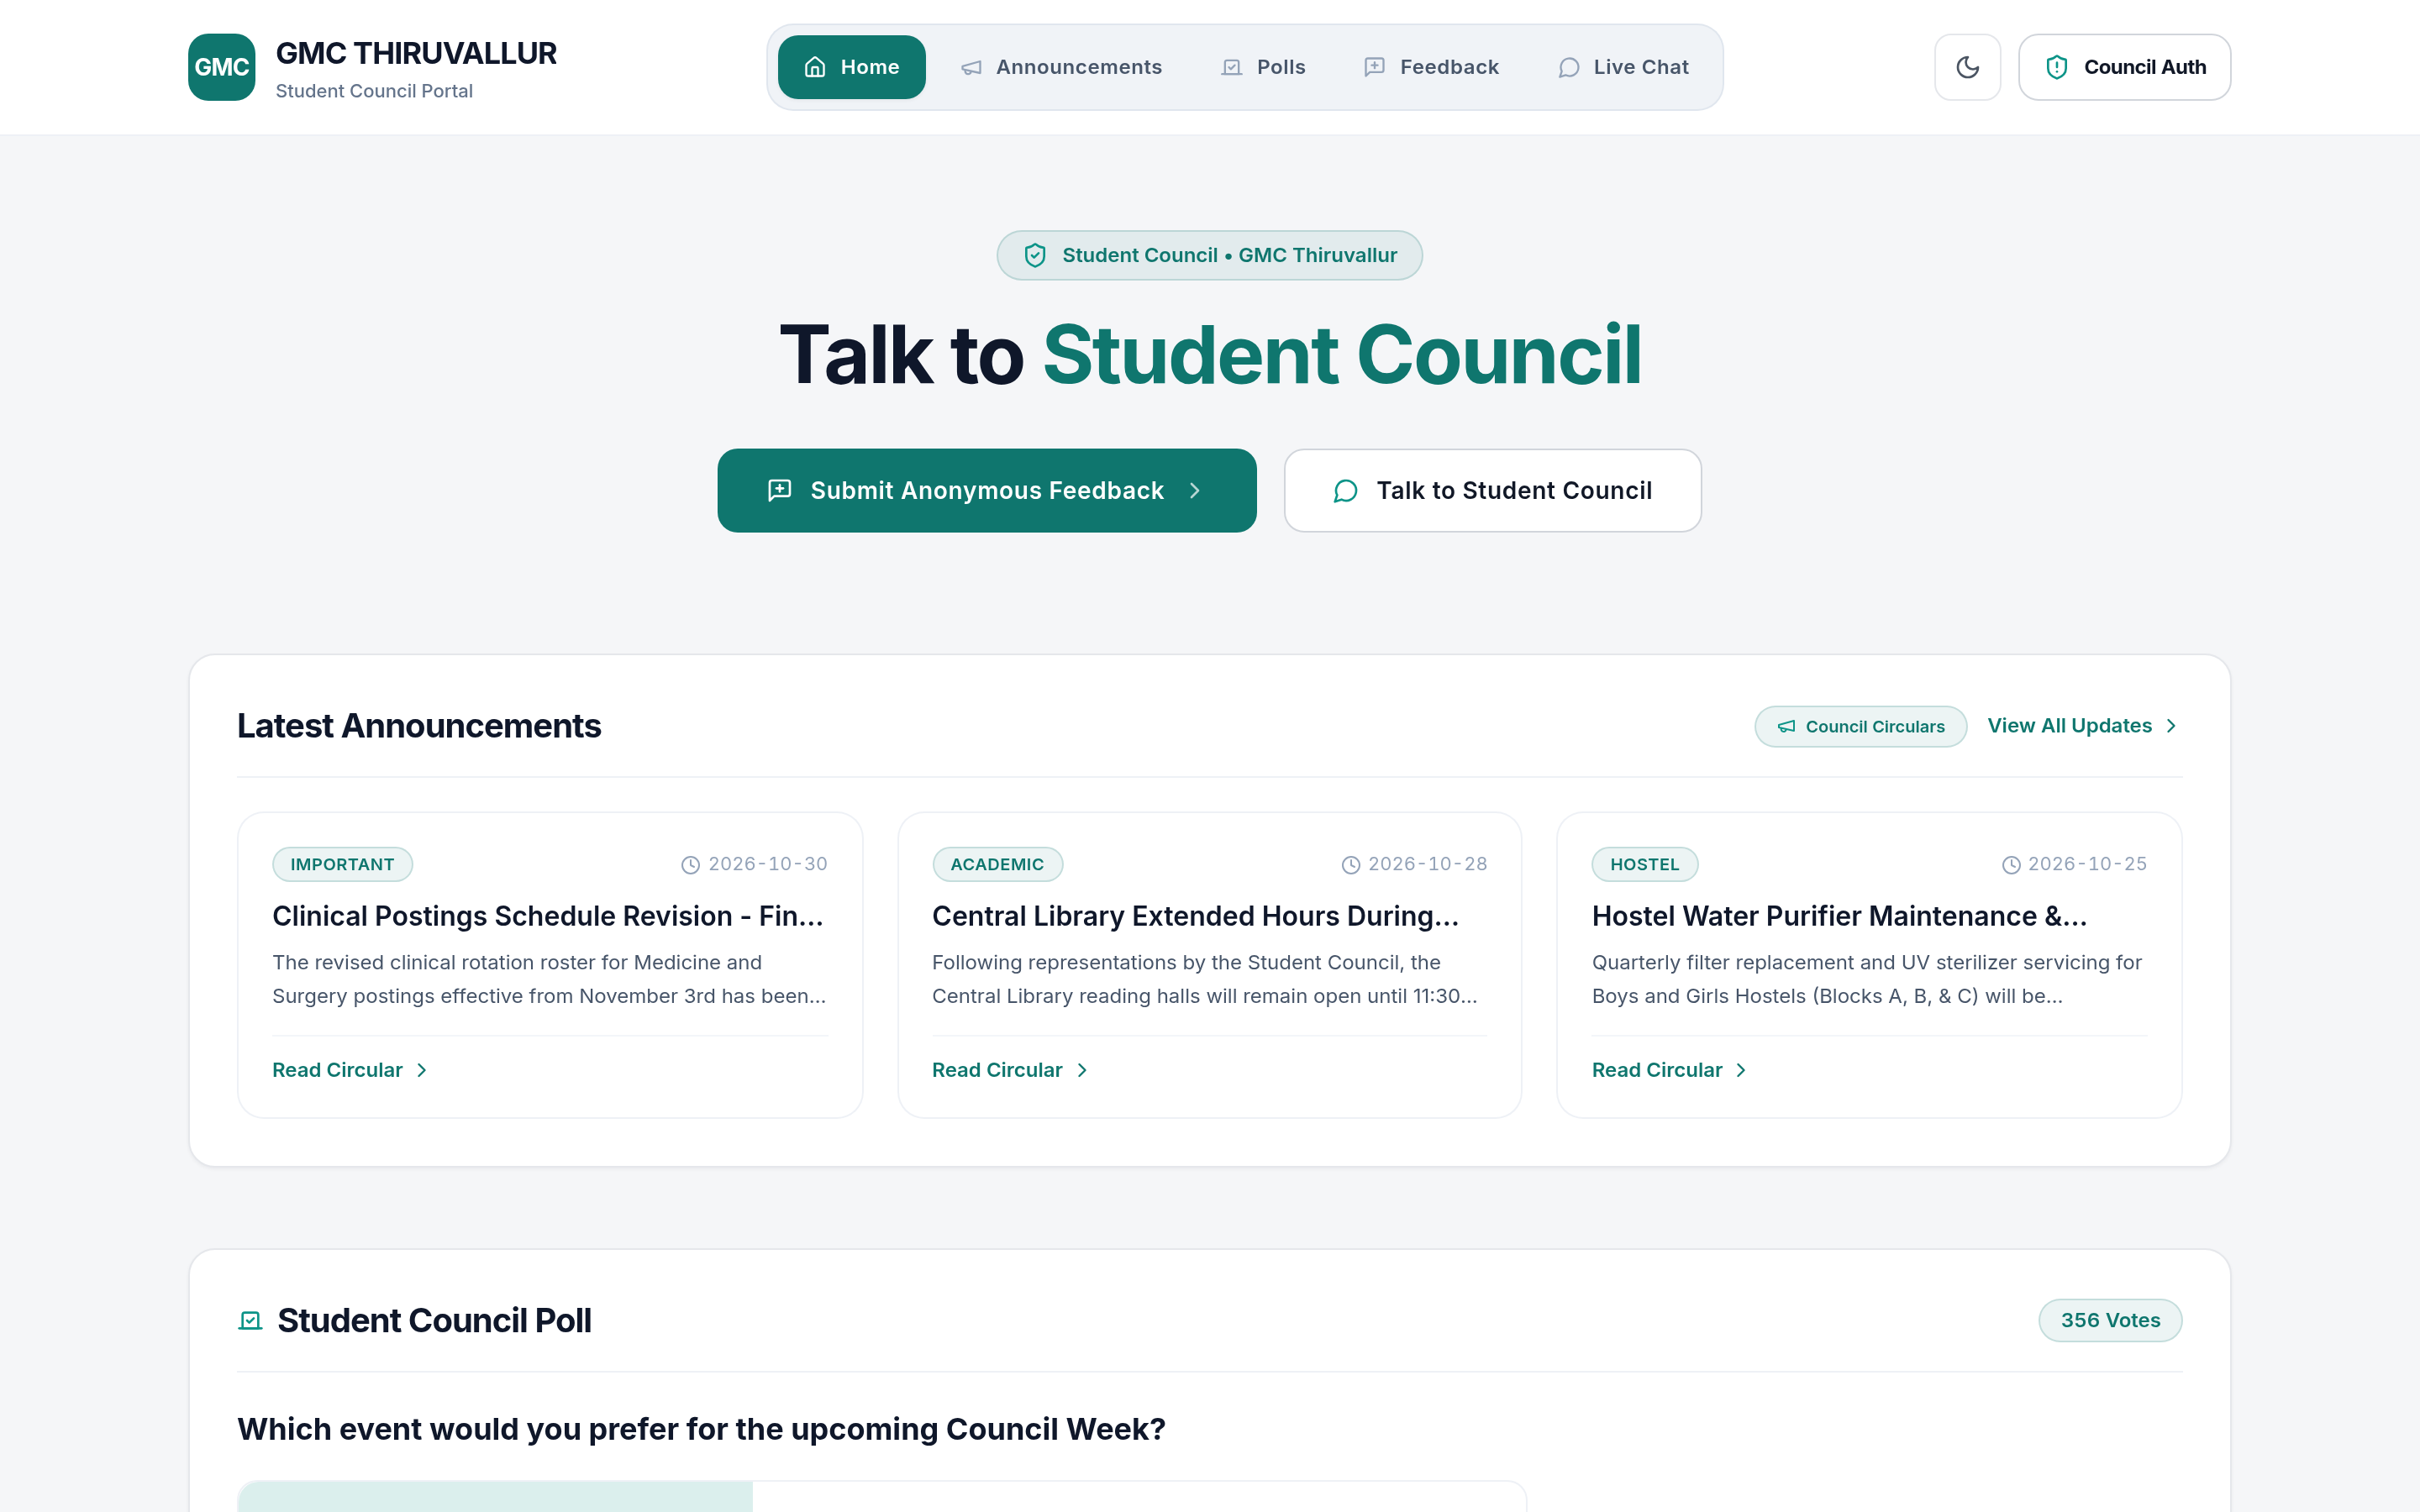 GMC
GMC THIRUVALLUR
Student Council Portal
Home
Announcements
Polls
Feedback
Live Chat
Council Auth
Student Council • GMC Thiruvallur
Talk to Student Council
Submit Anonymous Feedback
Talk to Student Council
Latest Announcements
Council Circulars
View All Updates
IMPORTANT
2026-10-30
Clinical Postings Schedule Revision - Fin...
The revised clinical rotation roster for Medicine and
Surgery postings effective from November 3rd has been...
Read Circular
ACADEMIC
2026-10-28
Central Library Extended Hours During...
Following representations by the Student Council, the
Central Library reading halls will remain open until 11:30...
Read Circular
HOSTEL
2026-10-25
Hostel Water Purifier Maintenance &...
Quarterly filter replacement and UV sterilizer servicing for
Boys and Girls Hostels (Blocks A, B, & C) will be...
Read Circular
Student Council Poll
356 Votes
Which event would you prefer for the upcoming Council Week?